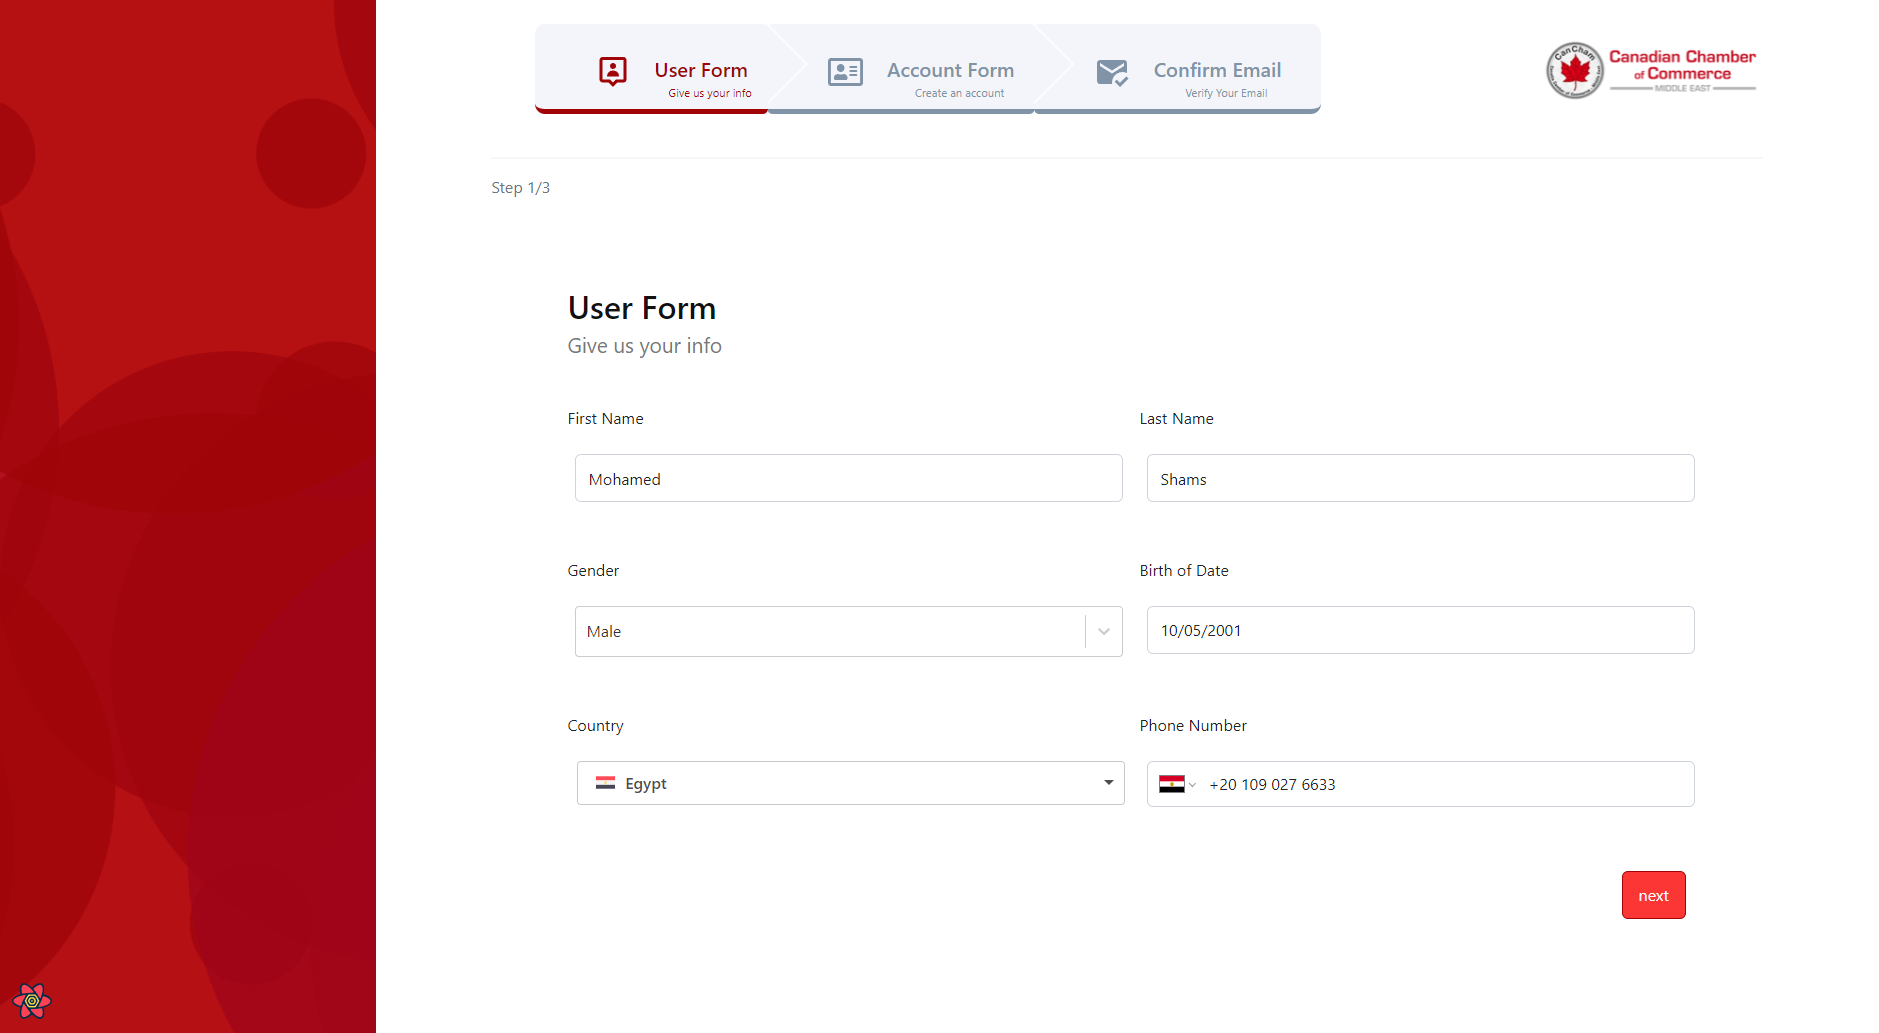 User Form
Give us your info
Account Form
Create an account
Confirm Email
Verify Your Email
CanCham
Canadian Chamber
of Commerce
MIDDLE EAST
Step 1/3
User Form
Give us your info
First Name
Last Name
Mohamed
Shams
Gender
Birth of Date
Male
10/05/2001
Country
Phone Number
Egypt
+20 109 027 6633
next